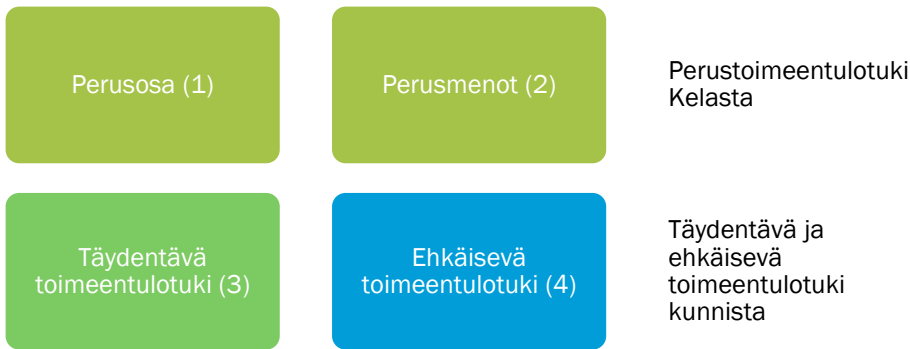 Perusosa (1)
Perusmenot (2)
Perustoimeentulotuki
Kelasta
Täydentävä
toimeentulotuki (3)
Ehkäisevä
toimeentulotuki (4)
Täydentävä ja
ehkäisevä
toimeentulotuki
kunnista